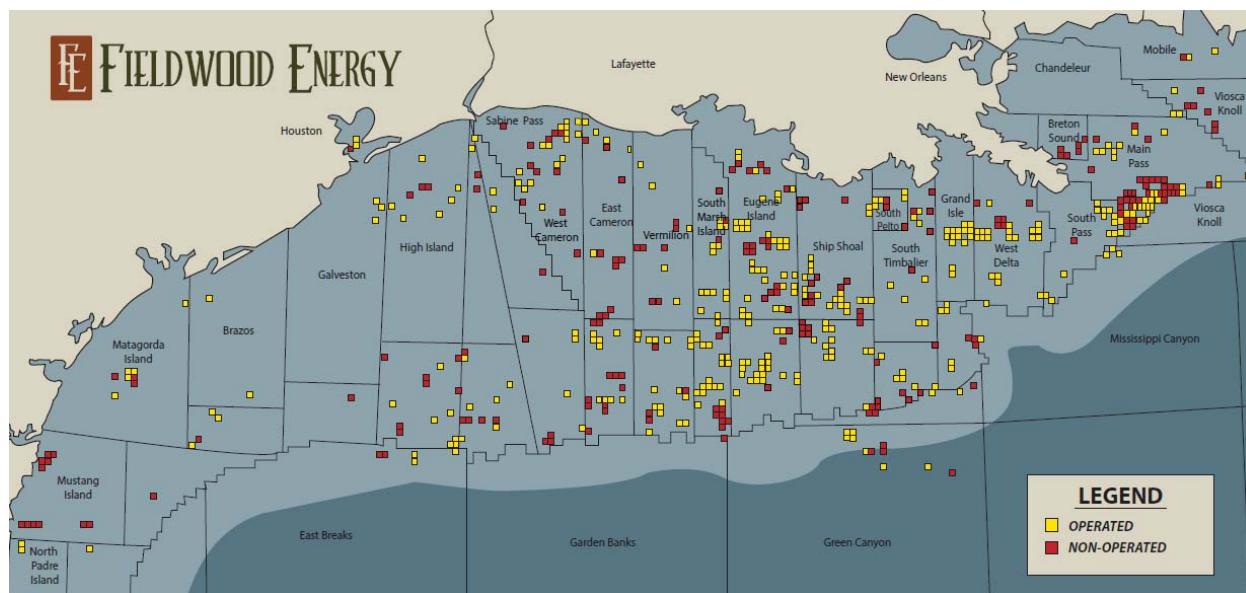 FE FIELDWOOD ENERGY
Lafayette
New Orleans
Mobile
Chandeleur
Viosca
Knoll
Houston
Sabine Pass
Breton
Sound
Main
Pass
West
Cameron
East
Cameron
Vermilion
South
Marsh
Island
Eugene
Island
Ship Shoal
South
Pelto
South
Timbalier
Grand
Isle
West
Delta
South
Pass
Viosca
Knoll
High Island
Galveston
Brazos
Matagorda
Island
Mississippi Canyon
Mustang
Island
North
Padre
Island
East Breaks
Garden Banks
Green Canyon
LEGEND
OPERATED
NON-OPERATED